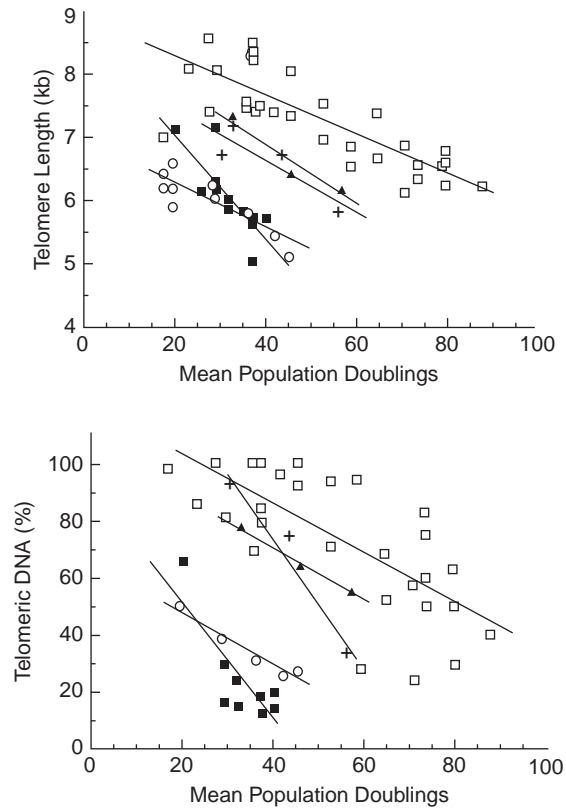 9
8
7
6
5
4
Telomere Length (kb)
0 20 40 60 80 100
Mean Population Doublings
100
80
60
40
20
0
Telomeric DNA (%)
0 20 40 60 80 100
Mean Population Doublings